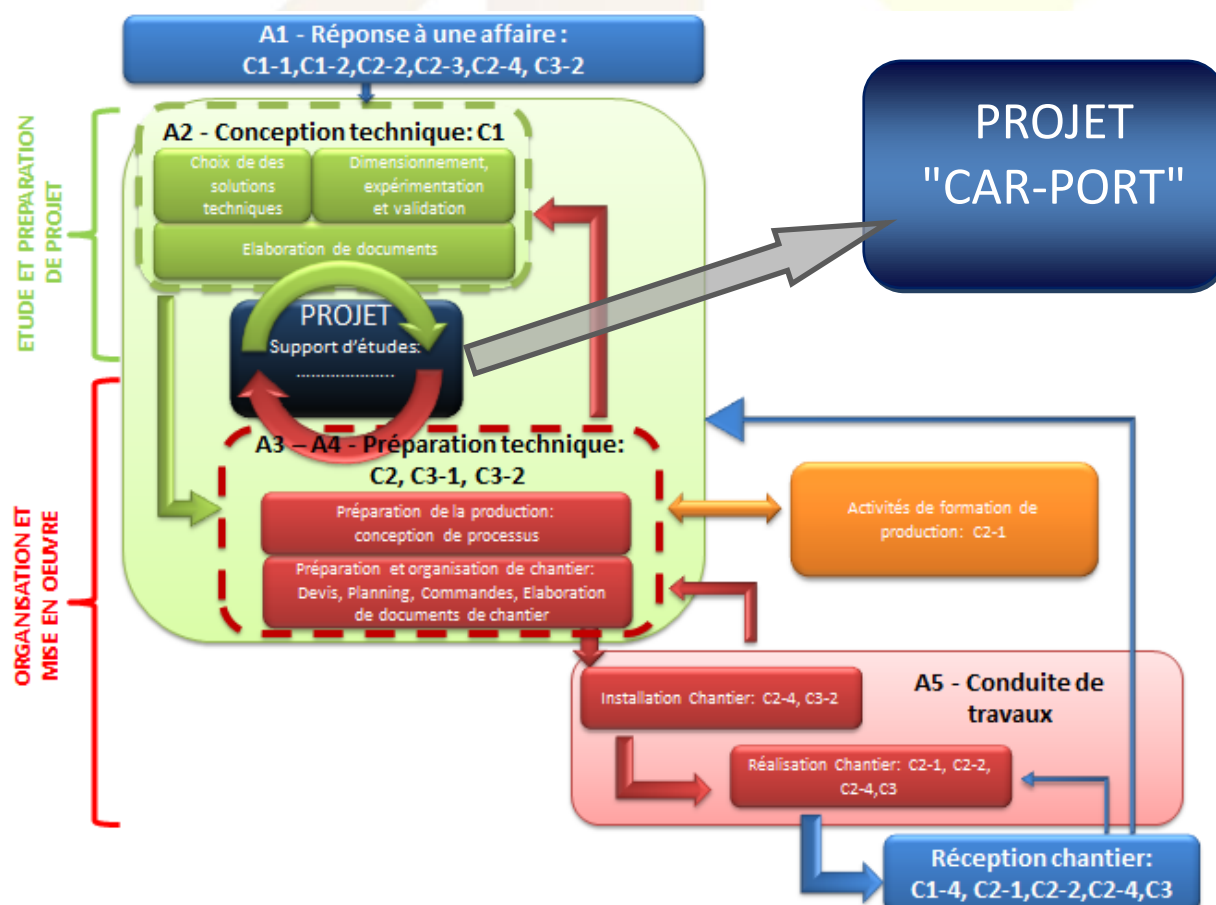 A1 - Réponse à une affaire :
C1-1,C1-2,C2-2,C2-3,C2-4, C3-2
PROJET
"CAR-PORT"
ETUDE ET PREPARATION
DE PROJET
A2 - Conception technique: C1
Choix de des
solutions
techniques
Dimensionnement,
expérimentation
et validation
Elaboration de documents
PROJET
Support d'études:
......................
ORGANISATION ET
MISE EN OEUVRE
A3 – A4 - Préparation technique:
C2, C3-1, C3-2
Préparation de la production:
conception de processus
Préparation et organisation de chantier:
Devis, Planning, Commandes, Elaboration
de documents de chantier
Activités de formation de
production: C2-1
A5 - Conduite de
travaux
Installation Chantier: C2-4, C3-2
Réalisation Chantier: C2-1, C2-2,
C2-4,C3
Réception chantier:
C1-4, C2-1,C2-2,C2-4,C3